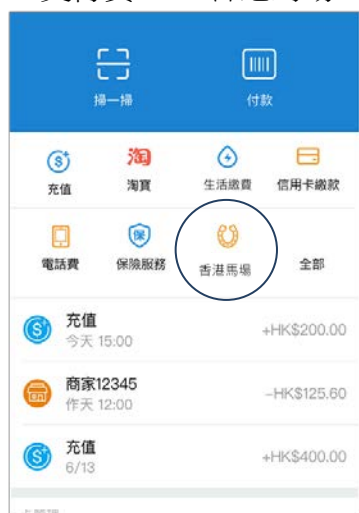 掃一掃 付款
充值 淘寶 生活繳費 信用卡繳款
電話費 保險服務 香港馬場 全部
充值
今天 15:00 +HK$200.00
商家12345
作天 12:00 -HK$125.60
充值
6/13 +HK$400.00